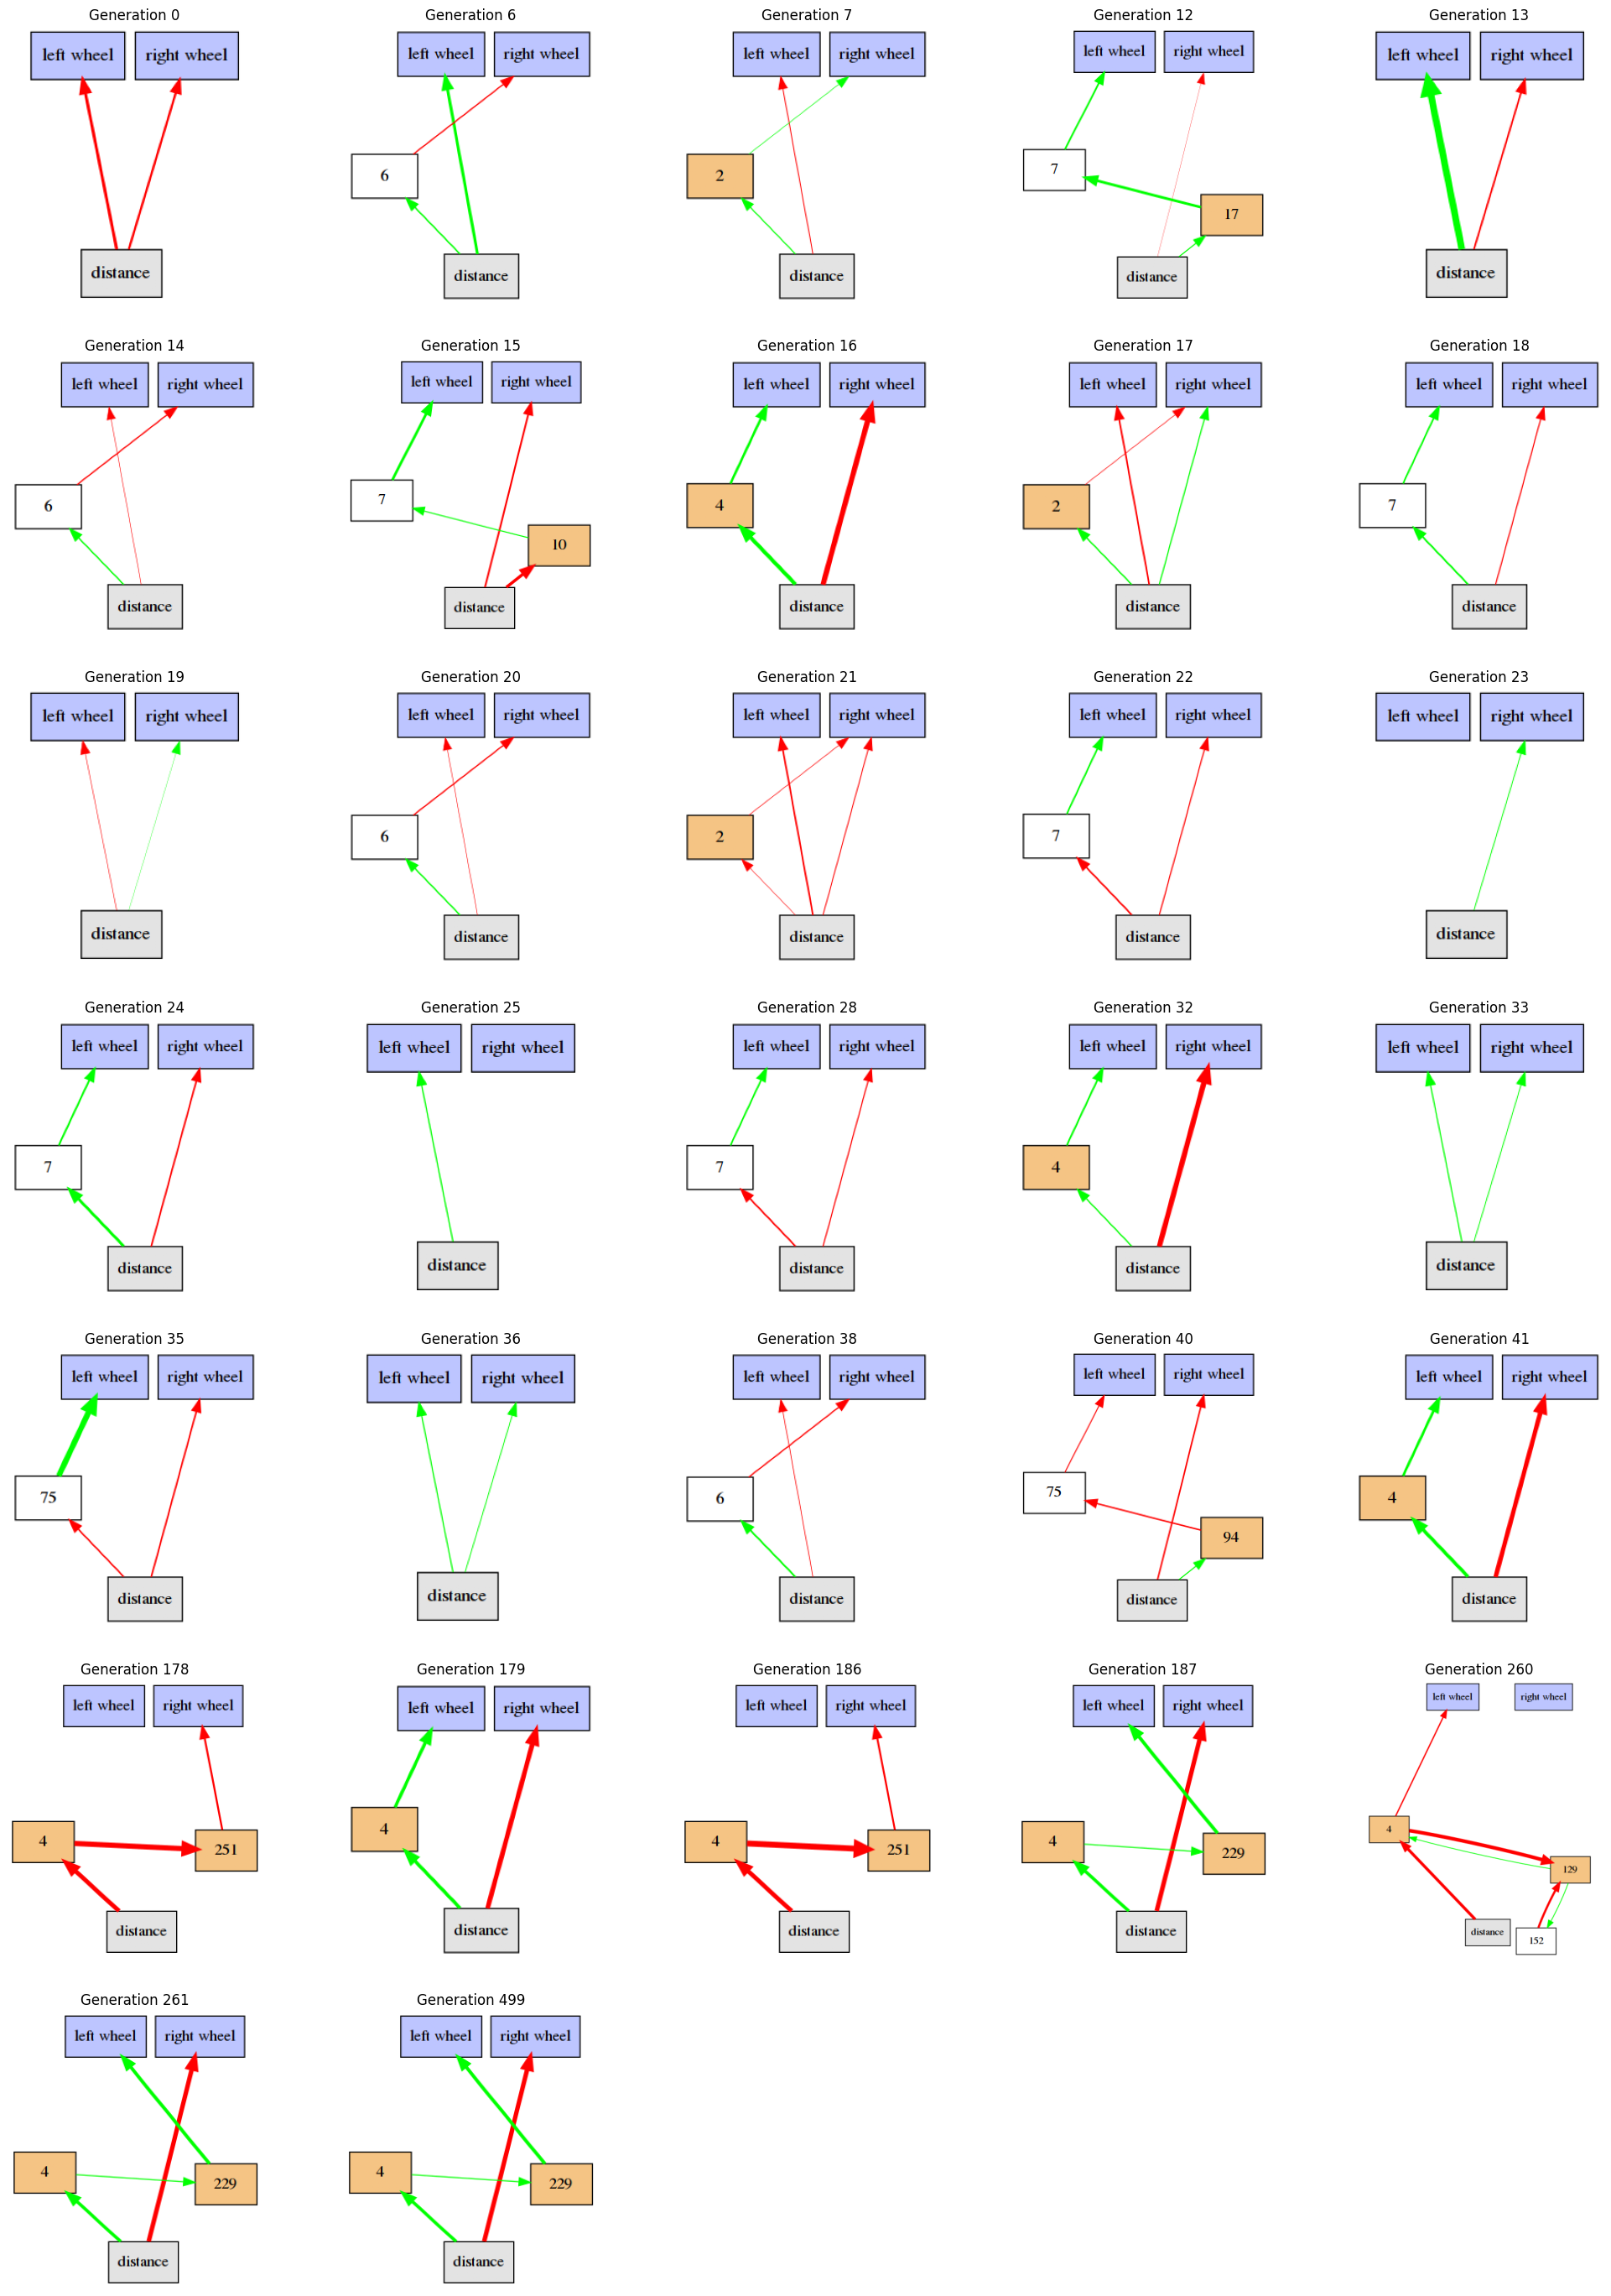 Generation 0
left wheel right wheel
distance
Generation 6
left wheel right wheel
6
distance
Generation 7
left wheel right wheel
2
distance
Generation 12
left wheel right wheel
7
17
distance
Generation 13
left wheel right wheel
distance
Generation 14
left wheel right wheel
6
distance
Generation 15
left wheel right wheel
7
10
distance
Generation 16
left wheel right wheel
4
distance
Generation 17
left wheel right wheel
2
distance
Generation 18
left wheel right wheel
7
distance
Generation 19
left wheel right wheel
distance
Generation 20
left wheel right wheel
6
distance
Generation 21
left wheel right wheel
2
distance
Generation 22
left wheel right wheel
7
distance
Generation 23
left wheel right wheel
distance
Generation 24
left wheel right wheel
7
distance
Generation 25
left wheel right wheel
distance
Generation 28
left wheel right wheel
7
distance
Generation 32
left wheel right wheel
4
distance
Generation 33
left wheel right wheel
distance
Generation 35
left wheel right wheel
75
distance
Generation 36
left wheel right wheel
distance
Generation 38
left wheel right wheel
6
distance
Generation 40
left wheel right wheel
75
94
distance
Generation 41
left wheel right wheel
4
distance
Generation 178
left wheel right wheel
4
251
distance
Generation 179
left wheel right wheel
4
distance
Generation 186
left wheel right wheel
4
251
distance
Generation 187
left wheel right wheel
4
229
distance
Generation 260
left wheel right wheel
4
129
distance
152
Generation 261
left wheel right wheel
4
229
distance
Generation 499
left wheel right wheel
4
229
distance